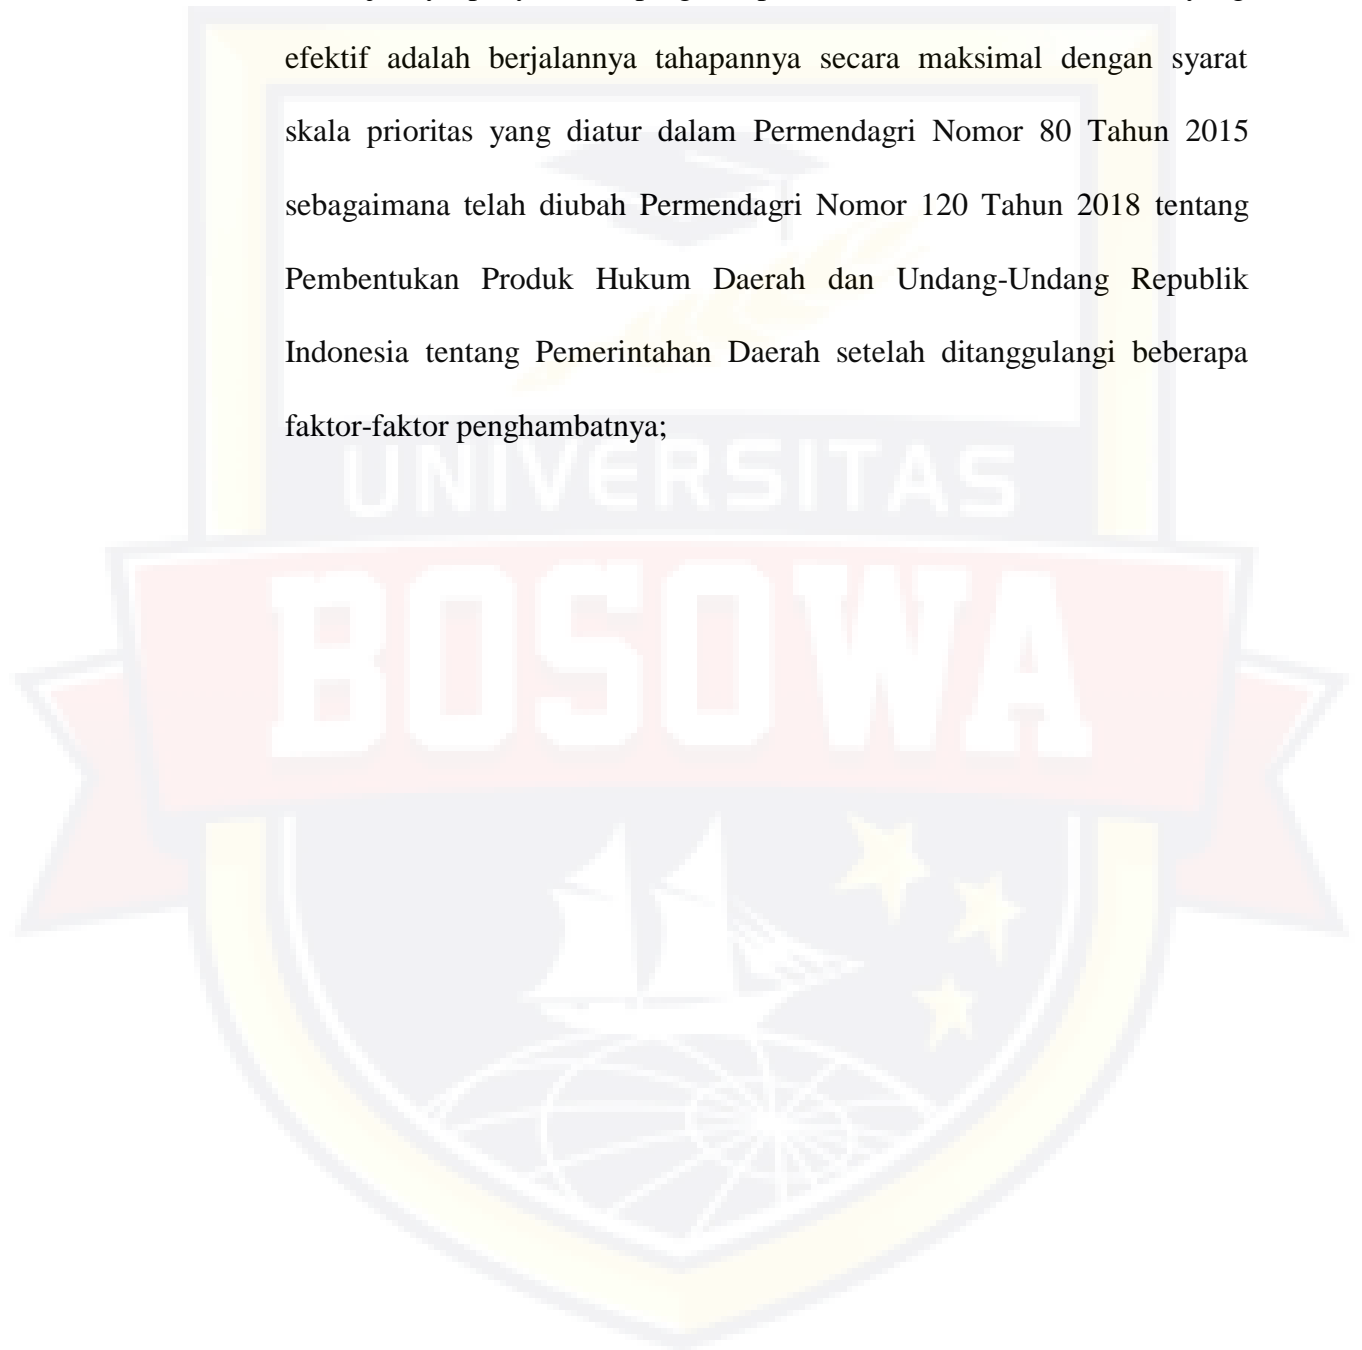 efektif adalah berjalannya tahapannya secara maksimal dengan syarat
skala prioritas yang diatur dalam Permendagri Nomor 80 Tahun 2015
sebagaimana telah diubah Permendagri Nomor 120 Tahun 2018 tentang
Pembentukan Produk Hukum Daerah dan Undang-Undang Republik
Indonesia tentang Pemerintahan Daerah setelah ditanggulangi beberapa
faktor-faktor penghambatnya;
UNIVERSITAS
BOSOWA